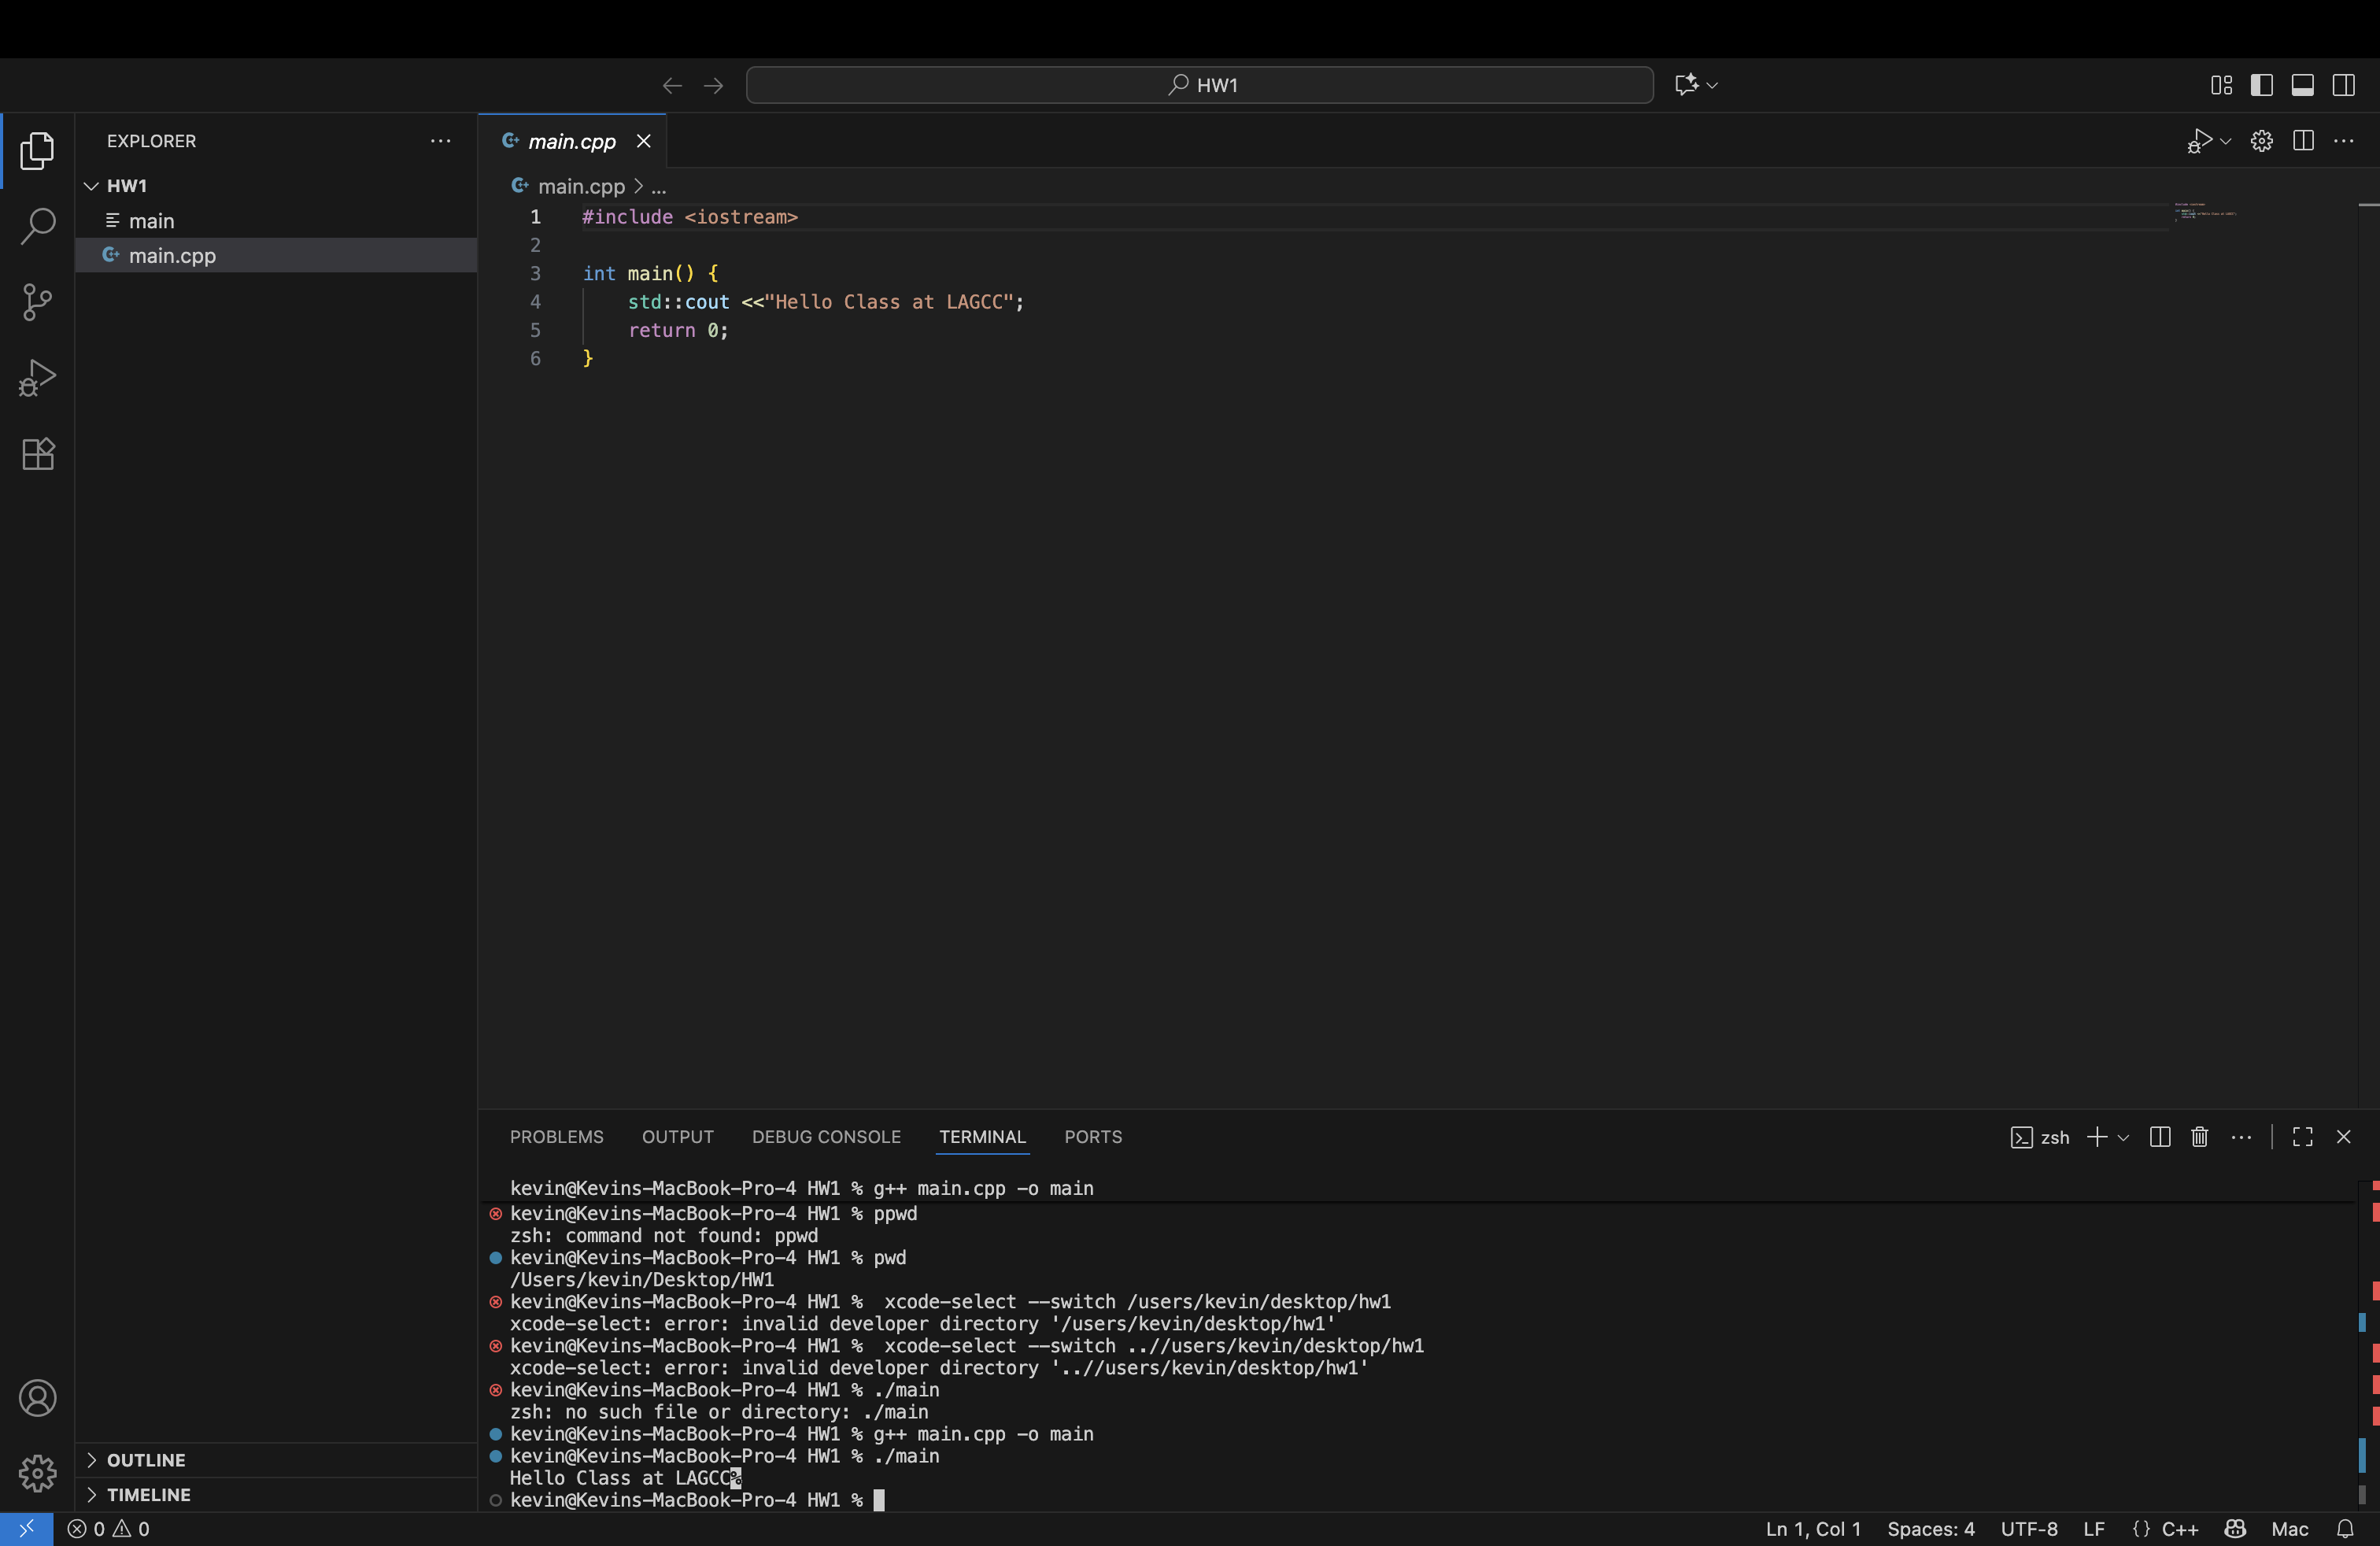 HW1
EXPLORER
HW1
main
main.cpp
OUTLINE
TIMELINE
main.cpp
main.cpp > ...
1 #include <iostream>
2
3 int main() {
4 std::cout <<"Hello Class at LAGCC";
5 return 0;
6 }
PROBLEMS OUTPUT DEBUG CONSOLE TERMINAL PORTS
zsh
kevin@Kevins-MacBook-Pro-4 HW1 % g++ main.cpp -o main
kevin@Kevins-MacBook-Pro-4 HW1 % ppwd
zsh: command not found: ppwd
kevin@Kevins-MacBook-Pro-4 HW1 % pwd
/Users/kevin/Desktop/HW1
kevin@Kevins-MacBook-Pro-4 HW1 %  xcode-select --switch /users/kevin/desktop/hw1
xcode-select: error: invalid developer directory '/users/kevin/desktop/hw1'
kevin@Kevins-MacBook-Pro-4 HW1 %  xcode-select --switch ..//users/kevin/desktop/hw1
xcode-select: error: invalid developer directory '..//users/kevin/desktop/hw1'
kevin@Kevins-MacBook-Pro-4 HW1 % ./main
zsh: no such file or directory: ./main
kevin@Kevins-MacBook-Pro-4 HW1 % g++ main.cpp -o main
kevin@Kevins-MacBook-Pro-4 HW1 % ./main
Hello Class at LAGCC%
kevin@Kevins-MacBook-Pro-4 HW1 %
0 0
Ln 1, Col 1 Spaces: 4 UTF-8 LF {} C++ Mac